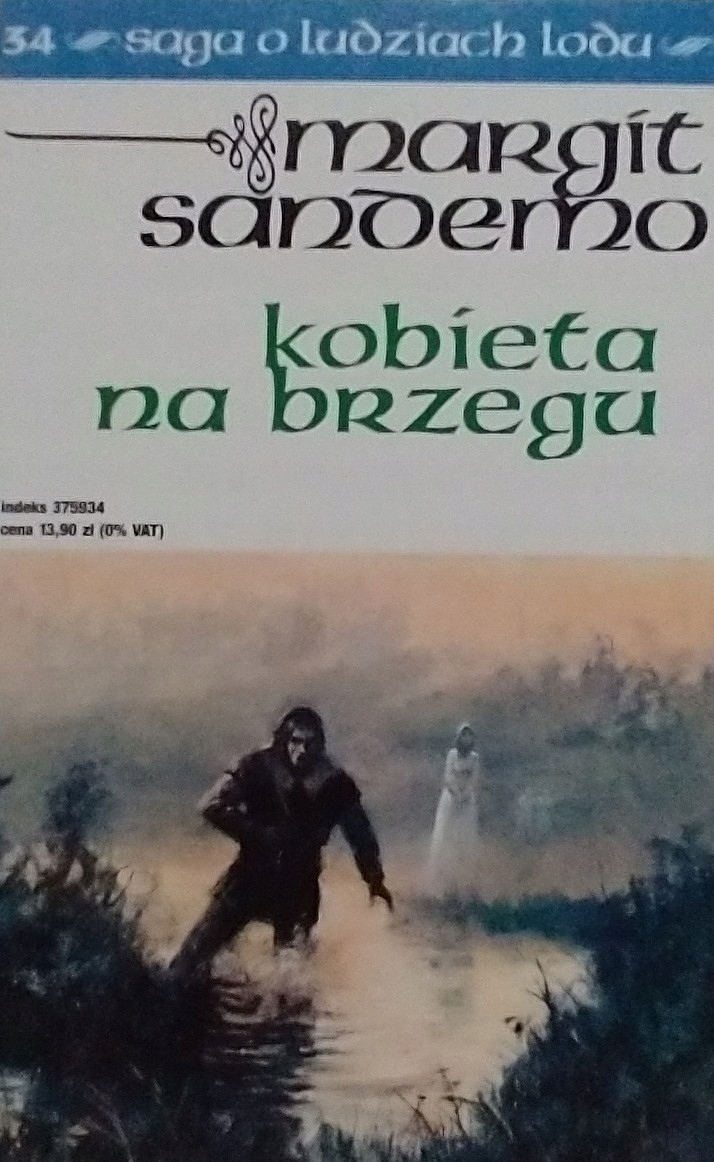 34 saga o ludziach lodu
margit
sandemo
kobieta
na brzegu
indeks 375934
cena 13,90 zł (0% VAT)